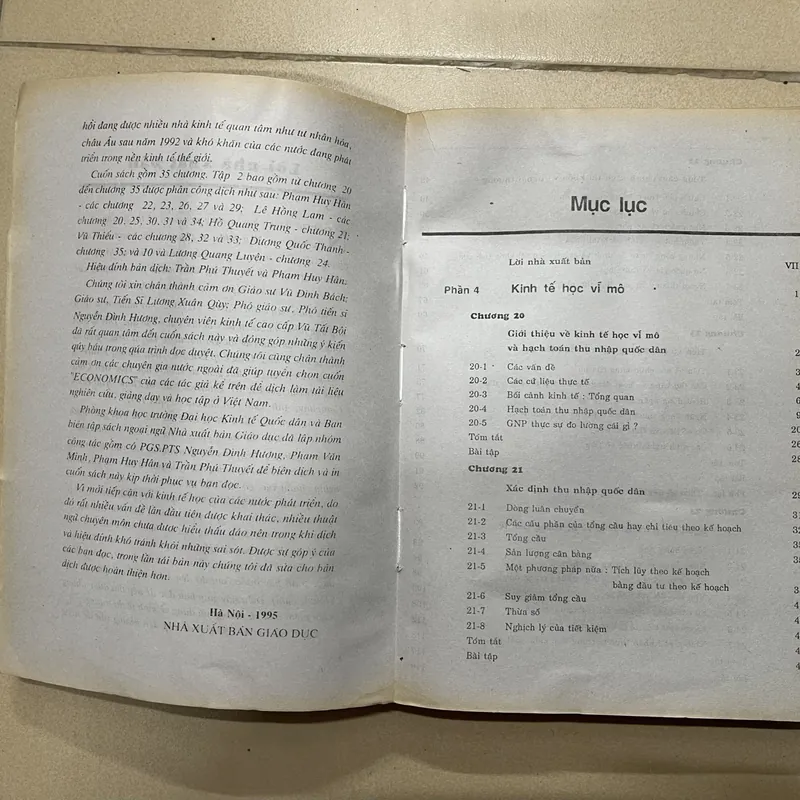 hồi đang được nhiều nhà kinh tế quan tâm như tư nhân hóa,
châu Âu sau năm 1992 và khó khăn của các nước đang phát
triển trong nền kinh tế thế giới.
Cuốn sách gồm 35 chương. Tập 2 bao gồm từ chương 20
đến chương 35 được phân công dịch như sau: Phạm Huy Hân
- các chương 22, 23, 26, 27 và 29; Lê Hồng Lam - các
chương 20, 25, 30, 31 và 34; Hồ Quang Trung - chương 21;
Vũ Thiếu - các chương 28, 32 và 33; Dương Quốc Thanh -
chương 35; và 10 và Lương Quang Luyện - chương 24.
Hiệu đính bản dịch: Trần Phú Thuyết và Phạm Huy Hân.
Chúng tôi xin chân thành cảm ơn Giáo sư Vũ Đình Bách;
Giáo sư, Tiến Sĩ Lương Xuân Qùy; Phó giáo sư, Phó tiến sĩ
Nguyễn Đình Hương, chuyên viên kinh tế cao cấp Vũ Tất Bội
đã rất quan tâm đến cuốn sách này và đóng góp những ý kiến
qúy báu trong qúa trình đọc duyệt. Chúng tôi cũng chân thành
cảm ơn các chuyên gia nước ngoài đã giúp tuyển chọn cuốn
"ECONOMICS" của các tác giả kể trên để dịch làm tài liệu
nghiên cứu, giảng dạy và học tập ở Việt Nam.
Phòng khoa học trường Đại học Kinh tế Quốc dân và Ban
biên tập sách ngoại ngữ Nhà xuất bản Giáo dục đã lập nhóm
công tác gồm có PGS.PTS Nguyễn Đình Hương, Phạm Văn
Minh, Phạm Huy Hân và Trần Phú Thuyết để biên dịch và in
cuốn sách này kịp thời phục vụ bạn đọc.
Vì mới tiếp cận với kinh tế học của các nước phát triển, do
đó rất nhiều vấn đề lần đầu tiên được khai thác, nhiều thuật
ngữ chuyên môn chưa được hiểu thấu đáo nên trong khi dịch
và hiệu đính khó tránh khỏi những sai sót. Được sự góp ý của
các bạn đọc, trong lần tái bản này chúng tôi đã sửa cho bản
dịch được hoàn thiện hơn.
Hà Nội - 1995
NHÀ XUẤT BẢN GIÁO DỤC
Mục lục
Lời nhà xuất bản VII
Phần 4 Kinh tế học vĩ mô 1
Chương 20
Giới thiệu về kinh tế học vĩ mô
và hạch toán thu nhập quốc dân 2
20-1 Các vấn đề 3
20-2 Các cứ liệu thực tế 4
20-3 Bối cảnh kinh tế : Tổng quan 6
20-4 Hạch toán thu nhập quốc dân 9
20-5 GNP thực sự đo lường cái gì ? 20
Tóm tắt 26
Bài tập 28
Chương 21
Xác định thu nhập quốc dân 29
21-1 Dòng luân chuyển 31
21-2 Các cấu phần của tổng cầu hay chi tiêu theo kế hoạch 32
21-3 Tổng cầu 35
21-4 Sản lượng cân bằng
21-5 Một phương pháp nữa : Tích lũy theo kế hoạch
bằng đầu tư theo kế hoạch
21-6 Suy giảm tổng cầu
21-7 Thừa số
21-8 Nghịch lý của tiết kiệm
Tóm tắt
Bài tập